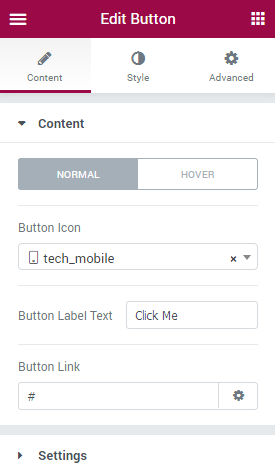 Edit Button
Content Style Advanced
Content
NORMAL HOVER
Button Icon
tech_mobile ×
Button Label Text Click Me
Button Link
#
Settings